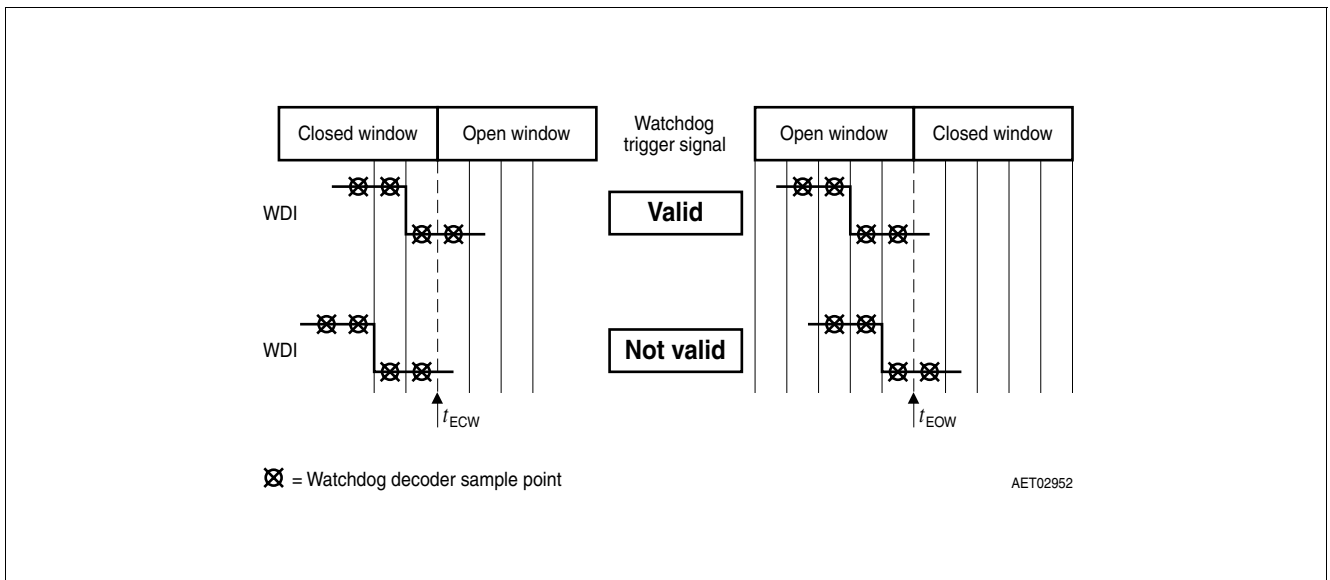 Closed window
Open window
Watchdog
trigger signal
Open window
Closed window
WDI
Valid
WDI
Not valid
tECW
tEOW
= Watchdog decoder sample point
AET02952